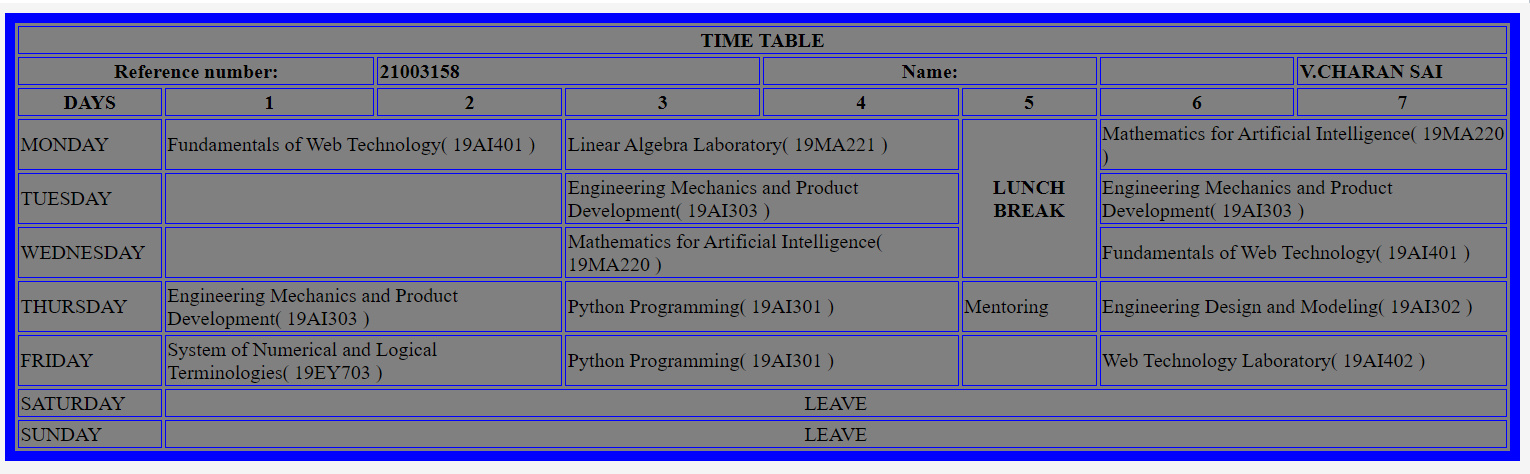 TIME TABLE
Reference number: 21003158 Name: V.CHARAN SAI
DAYS 1 2 3 4 5 6 7
MONDAY Fundamentals of Web Technology( 19AI401 ) Linear Algebra Laboratory( 19MA221 ) LUNCH BREAK Mathematics for Artificial Intelligence( 19MA220 )
TUESDAY Engineering Mechanics and Product Development( 19AI303 ) Engineering Mechanics and Product Development( 19AI303 )
WEDNESDAY Mathematics for Artificial Intelligence( 19MA220 ) Fundamentals of Web Technology( 19AI401 )
THURSDAY Engineering Mechanics and Product Development( 19AI303 ) Python Programming( 19AI301 ) Mentoring Engineering Design and Modeling( 19AI302 )
FRIDAY System of Numerical and Logical Terminologies( 19EY703 ) Python Programming( 19AI301 ) Web Technology Laboratory( 19AI402 )
SATURDAY LEAVE
SUNDAY LEAVE